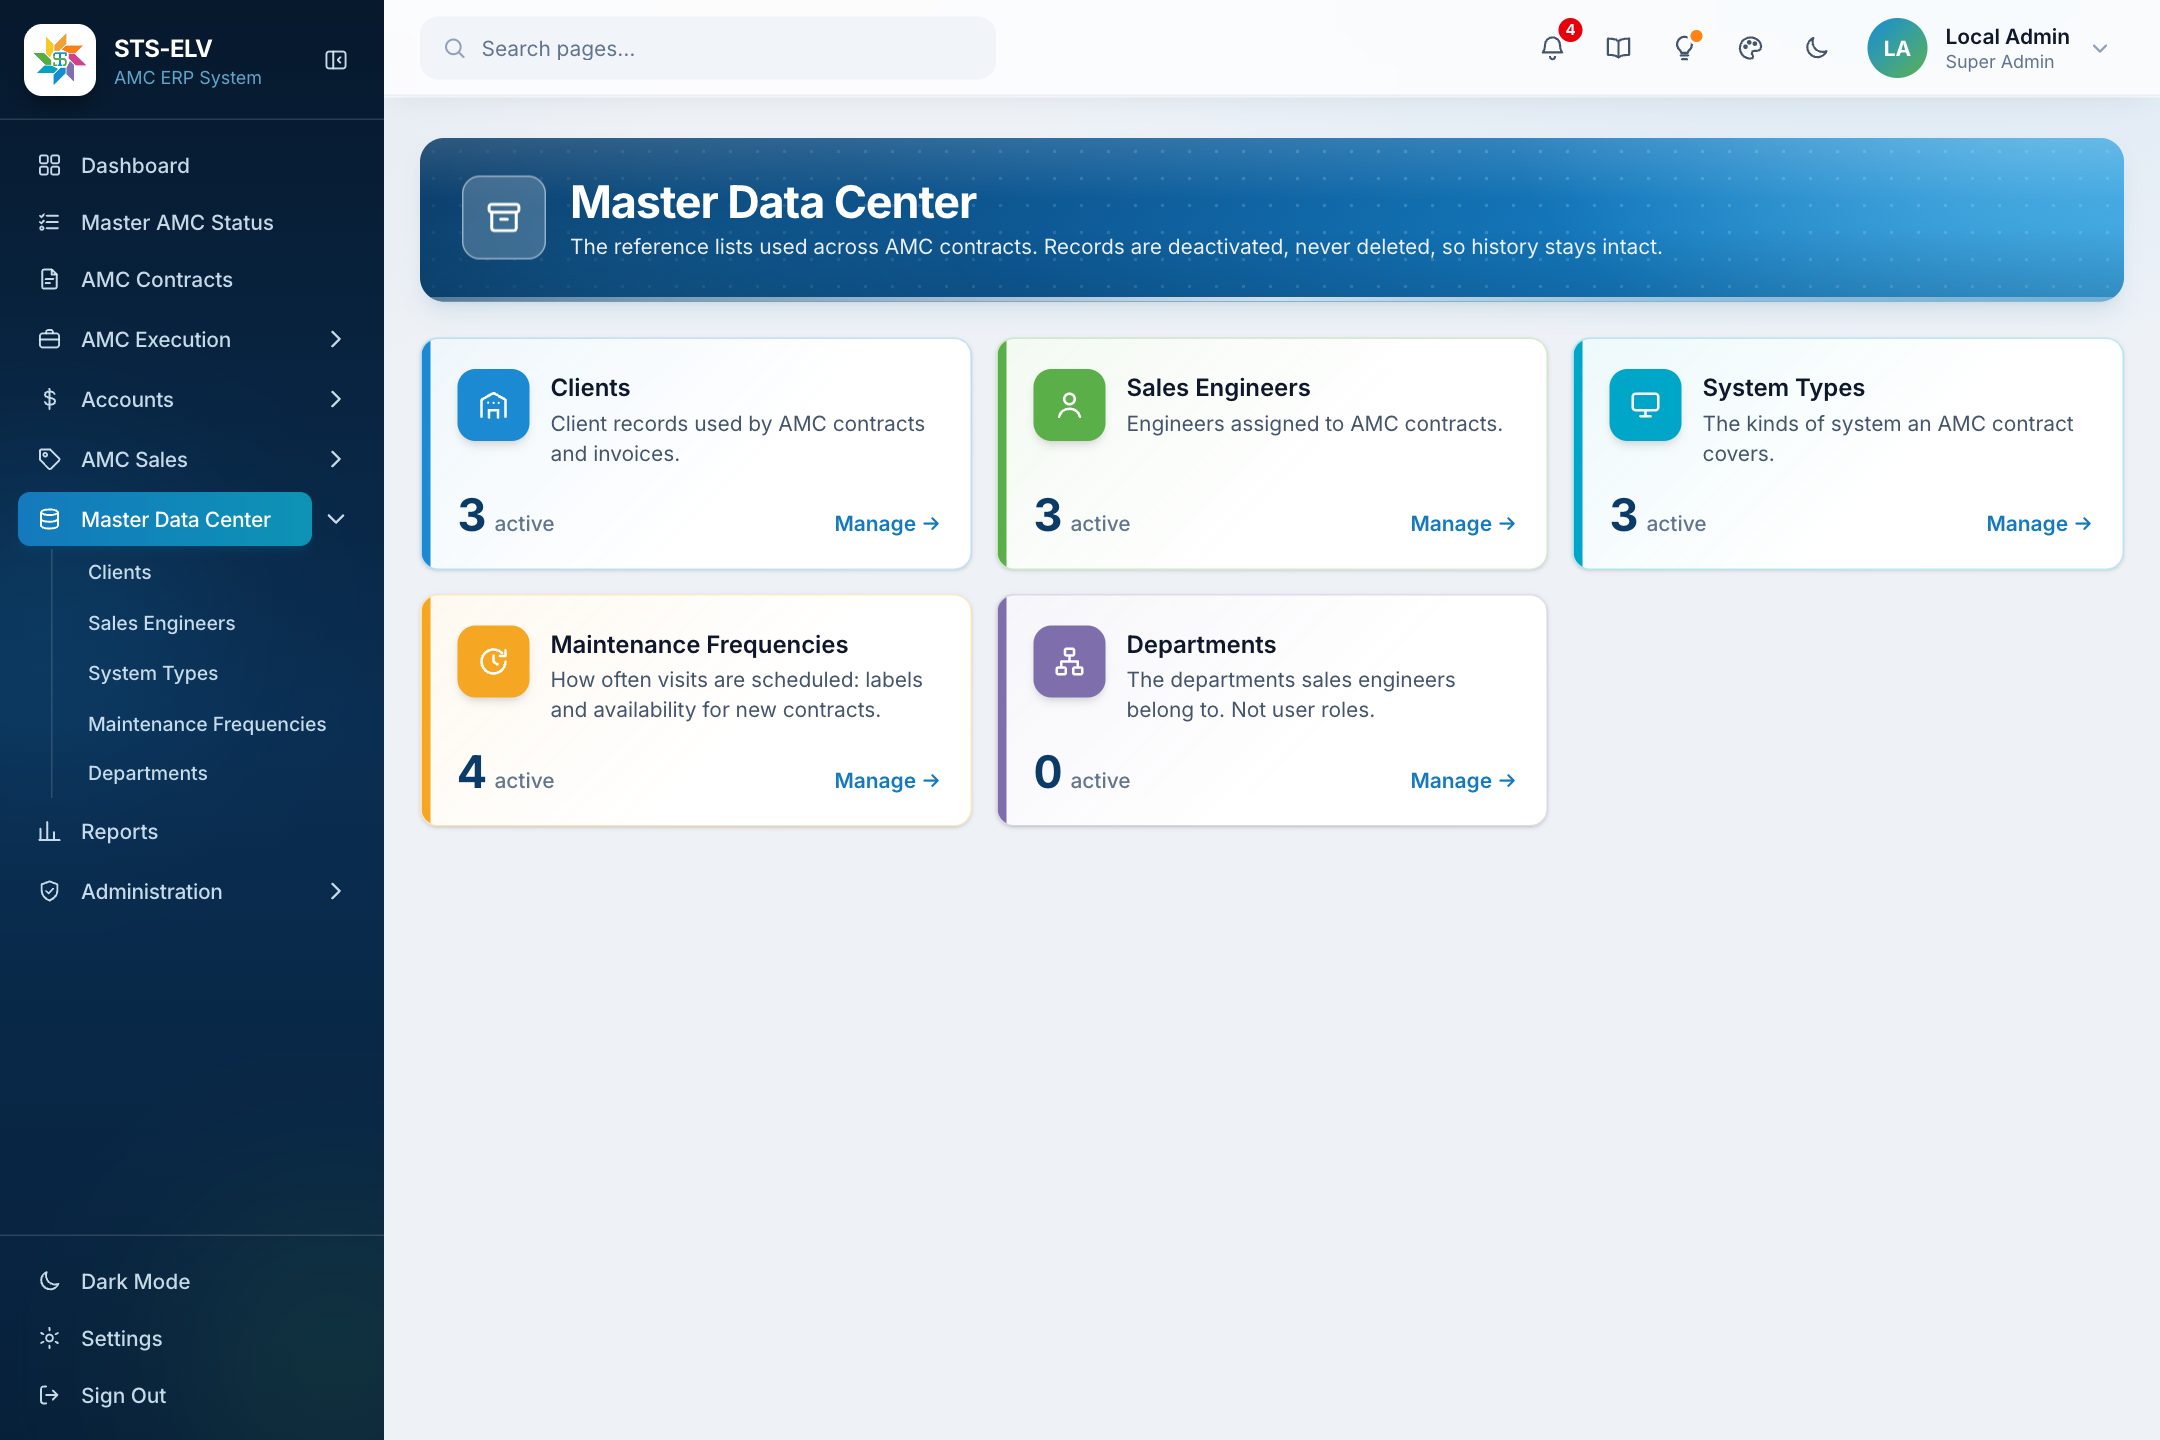 STS-ELV
AMC ERP System
Dashboard
Master AMC Status
AMC Contracts
AMC Execution
Accounts
AMC Sales
Master Data Center
Clients
Sales Engineers
System Types
Maintenance Frequencies
Departments
Reports
Administration
Dark Mode
Settings
Sign Out
Search pages...
4
LA
Local Admin
Super Admin
Master Data Center
The reference lists used across AMC contracts. Records are deactivated, never deleted, so history stays intact.
Clients
Client records used by AMC contracts
and invoices.
3 active
Manage →
Sales Engineers
Engineers assigned to AMC contracts.
3 active
Manage →
System Types
The kinds of system an AMC contract
covers.
3 active
Manage →
Maintenance Frequencies
How often visits are scheduled: labels
and availability for new contracts.
4 active
Manage →
Departments
The departments sales engineers
belong to. Not user roles.
0 active
Manage →